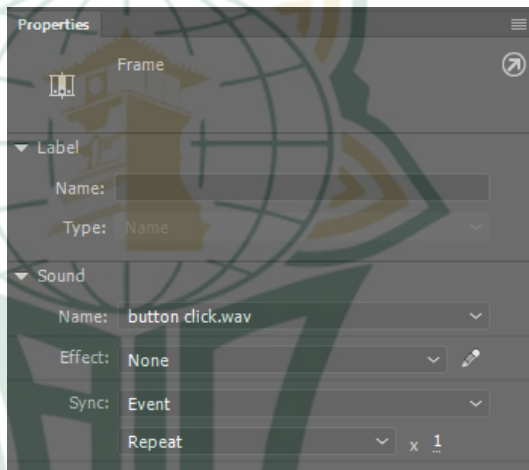 Properties
Frame
Label
Name:
Type: Name
Sound
Name: button click.wav
Effect: None
Sync: Event
Repeat x 1